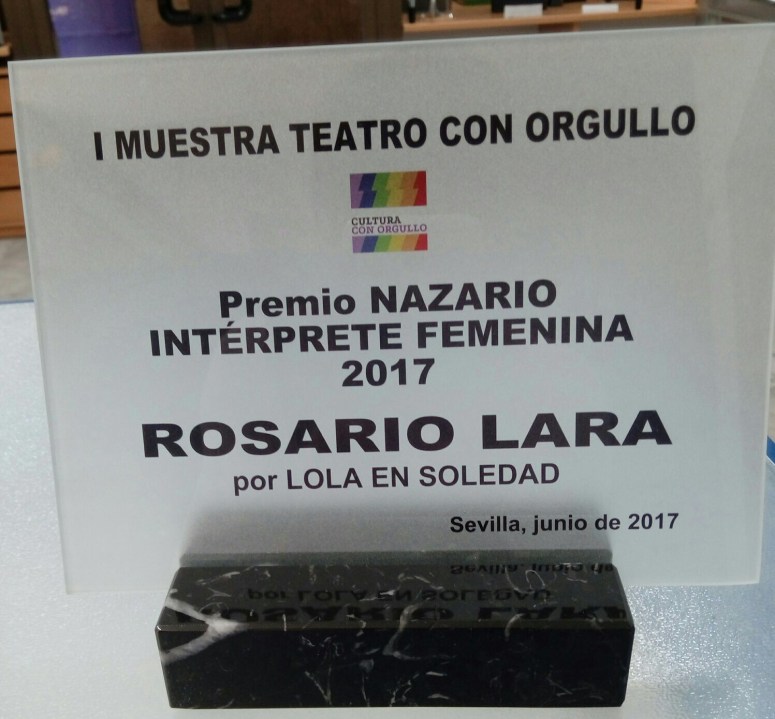 I MUESTRA TEATRO CON ORGULLO
CULTURA
CON ORGULLO
Premio NAZARIO
INTÉRPRETE FEMENINA
2017
ROSARIO LARA
por LOLA EN SOLEDAD
Sevilla, junio de 2017